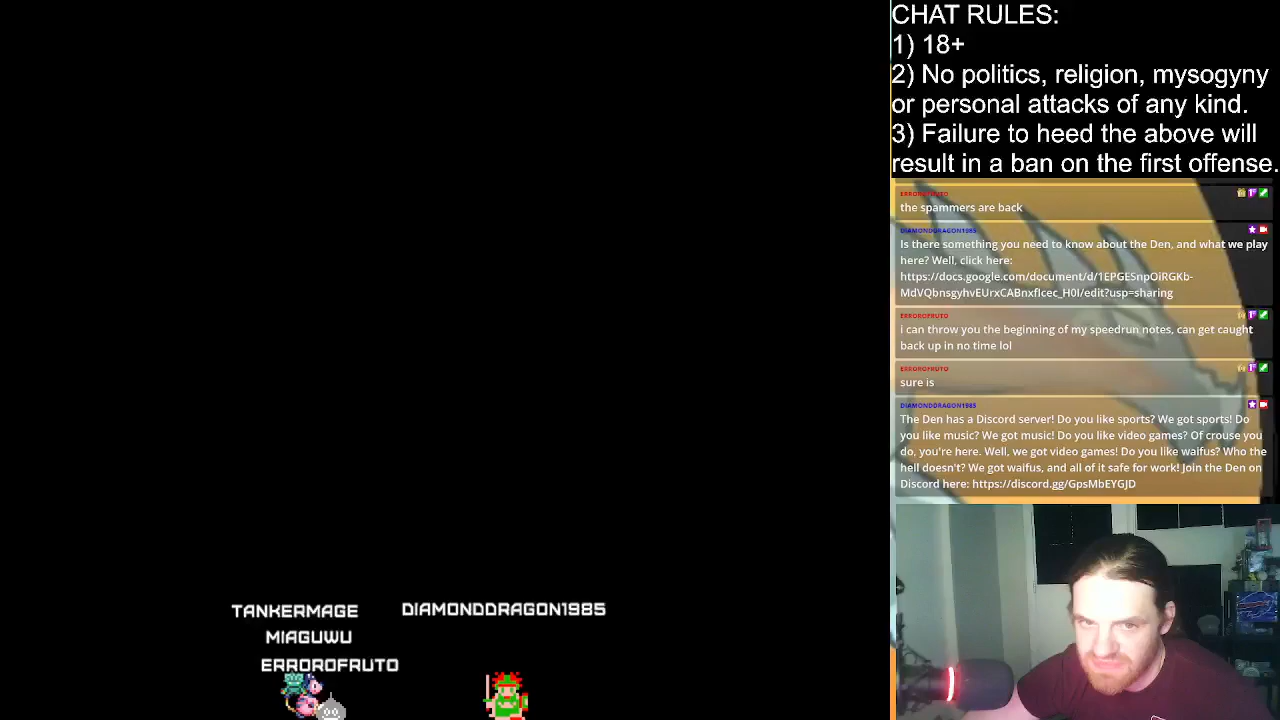 CHAT RULES:
1) 18+
2) No politics, religion, mysogyny
or personal attacks of any kind.
3) Failure to heed the above will
result in a ban on the first offense.
ERROROFRUTO
the spammers are back
DIAMONDDRAGON1985
Is there something you need to know about the Den, and what we play
here? Well, click here:
https://docs.google.com/document/d/1EPGESnpOiRGKb-
MdVQbnsgyhvEUrxCABnxfIcec_H0I/edit?usp=sharing
ERROROFRUTO
i can throw you the beginning of my speedrun notes, can get caught
back up in no time lol
ERROROFRUTO
sure is
DIAMONDDRAGON1985
The Den has a Discord server! Do you like sports? We got sports! Do
you like music? We got music! Do you like video games? Of crouse you
do, you're here. Well, we got video games! Do you like waifus? Who the
hell doesn't? We got waifus, and all of it safe for work! Join the Den on
Discord here: https://discord.gg/GpsMbEYGJD
TANKERMAGE
DIAMONDDRAGON1985
MIAGUWU
ERROROFRUTO